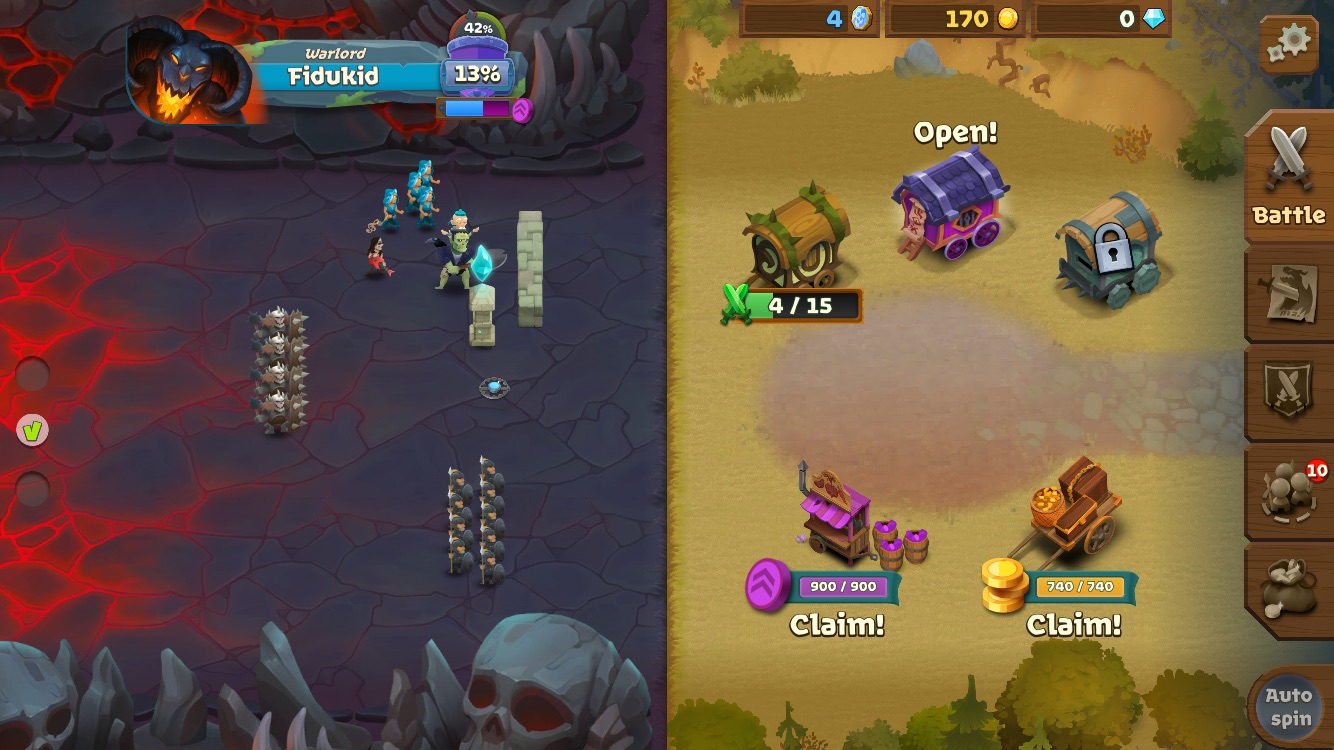 42%
Warlord
Fidukid
13%
4
170
0
Open!
Battle
4 / 15
10
900 / 900
740 / 740
Claim!
Claim!
Auto
spin